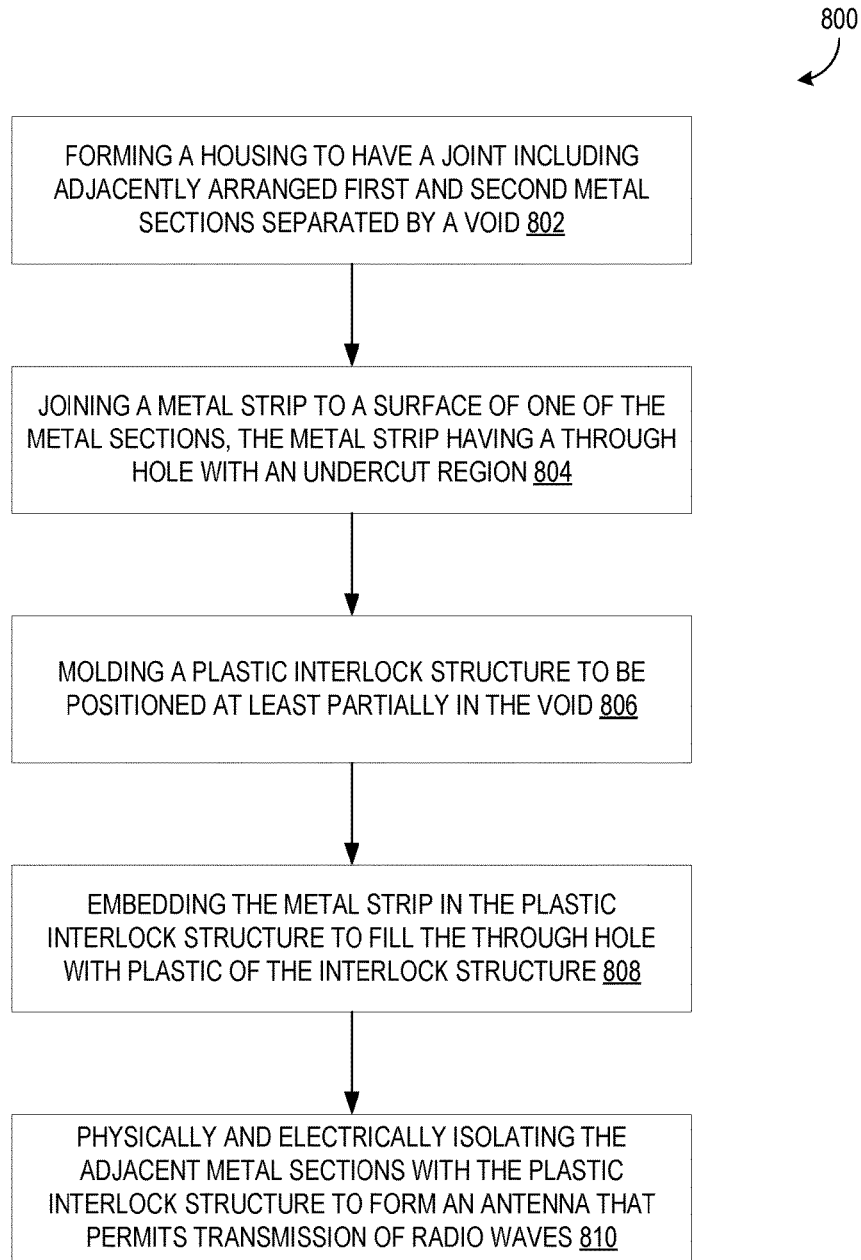 800
FORMING A HOUSING TO HAVE A JOINT INCLUDING
ADJACENTLY ARRANGED FIRST AND SECOND METAL
SECTIONS SEPARATED BY A VOID 802
JOINING A METAL STRIP TO A SURFACE OF ONE OF THE
METAL SECTIONS, THE METAL STRIP HAVING A THROUGH
HOLE WITH AN UNDERCUT REGION 804
MOLDING A PLASTIC INTERLOCK STRUCTURE TO BE
POSITIONED AT LEAST PARTIALLY IN THE VOID 806
EMBEDDING THE METAL STRIP IN THE PLASTIC
INTERLOCK STRUCTURE TO FILL THE THROUGH HOLE
WITH PLASTIC OF THE INTERLOCK STRUCTURE 808
PHYSICALLY AND ELECTRICALLY ISOLATING THE
ADJACENT METAL SECTIONS WITH THE PLASTIC
INTERLOCK STRUCTURE TO FORM AN ANTENNA THAT
PERMITS TRANSMISSION OF RADIO WAVES 810